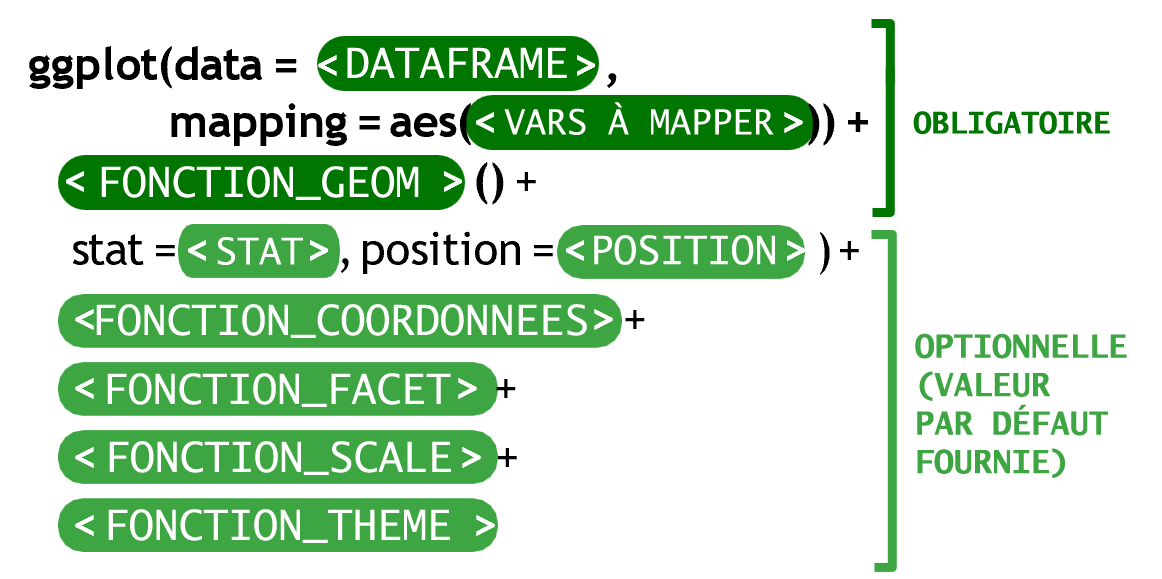 ggplot(data = <DATAFRAME>,
mapping = aes(<VARS À MAPPER>)) +
<FONCTION_GEOM >() +
stat =<STAT>, position =<POSITION> ) +
<FONCTION_COORDONNEES>+
<FONCTION_FACET>+
<FONCTION_SCALE>+
<FONCTION_THEME >
OBLIGATOIRE
OPTIONNELLE
(VALEUR
PAR DÉFAUT
FOURNIE)